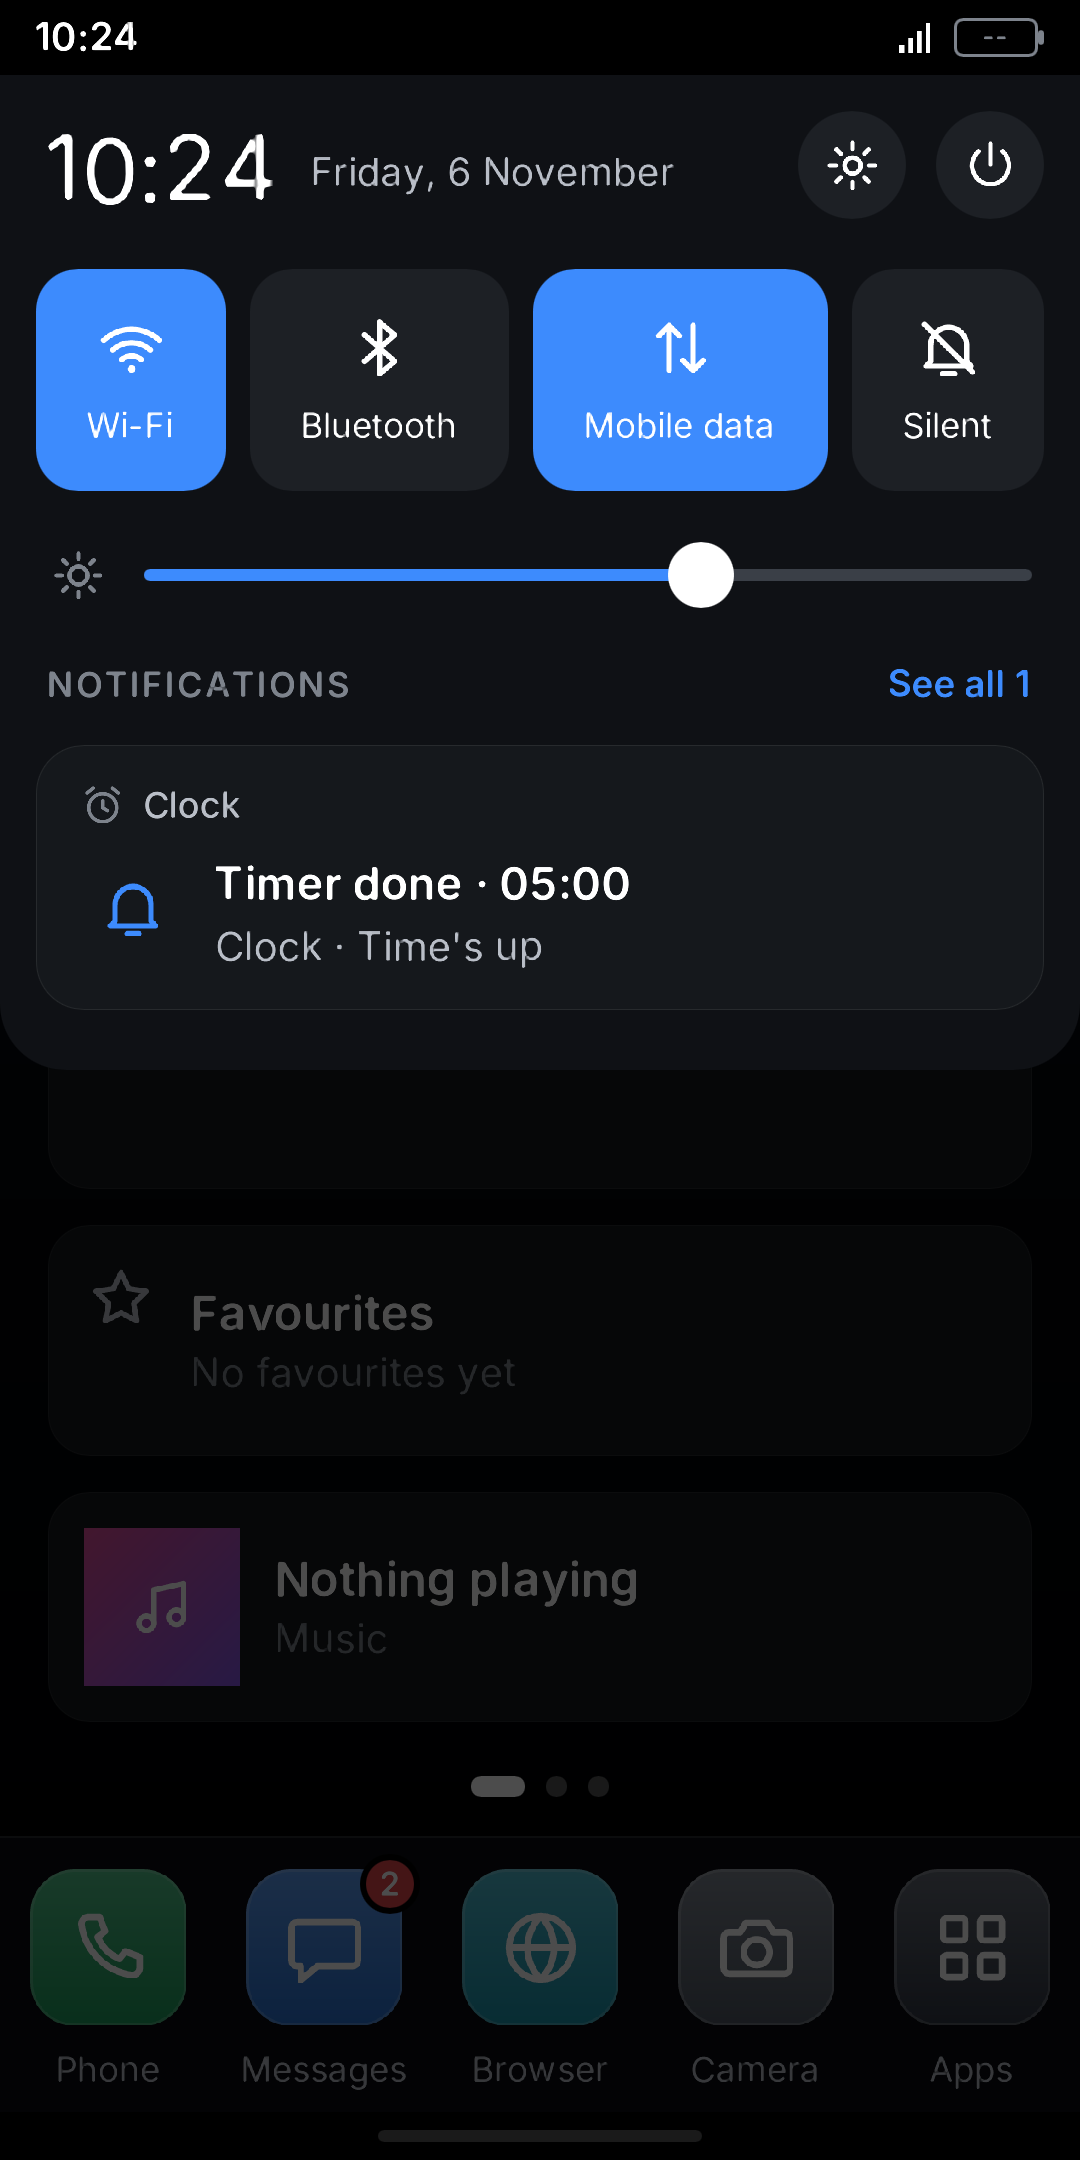 10:24
--
10:24 Friday, 6 November
Wi-Fi Bluetooth Mobile data Silent
NOTIFICATIONS See all 1
Clock
Timer done · 05:00
Clock · Time's up
Favourites
No favourites yet
Nothing playing
Music
2
Phone Messages Browser Camera Apps